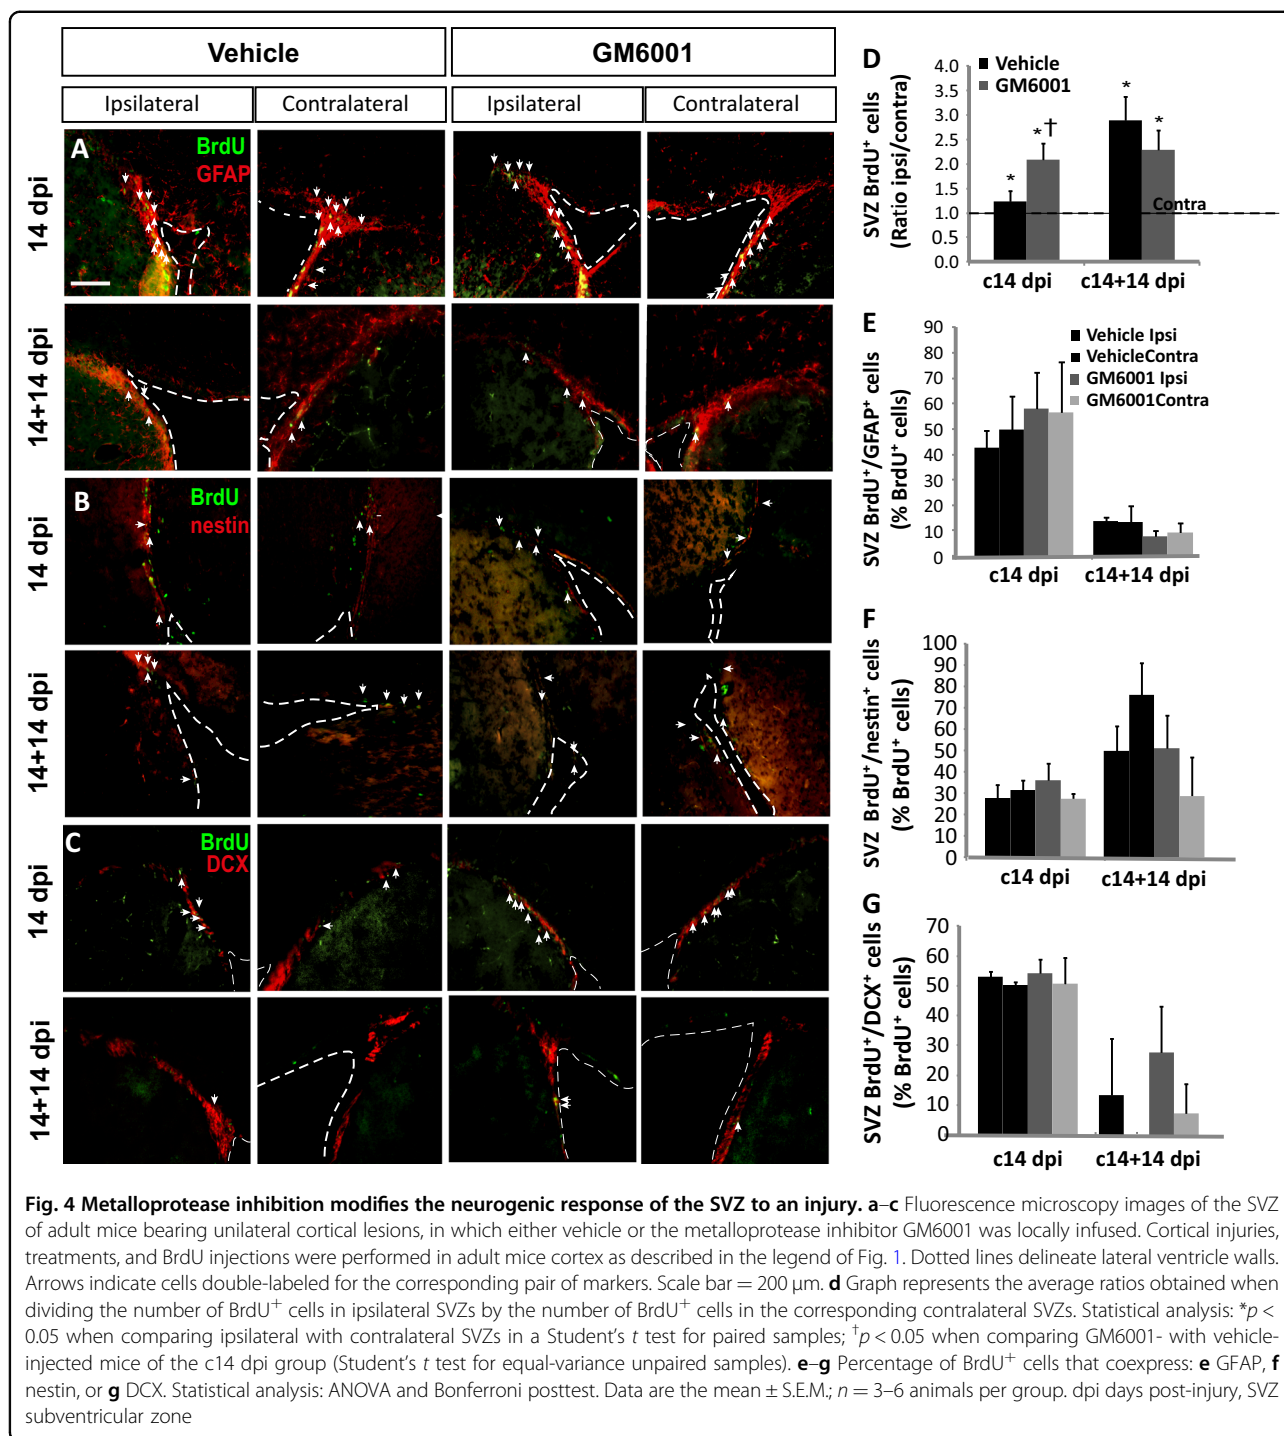 Vehicle
GM6001
Ipsilateral
Contralateral
Ipsilateral
Contralateral
A
BrdU
GFAP
14 dpi
14+14 dpi
B
BrdU
nestin
14 dpi
14+14 dpi
C
BrdU
DCX
14 dpi
14+14 dpi
D
Vehicle
GM6001
SVZ BrdU⁺ cells
(Ratio ipsi/contra)
4.0
3.5
3.0
2.5
2.0
1.5
1.0
0.5
0.0
*
*†
*
*
Contra
c14 dpi
c14+14 dpi
E
Vehicle Ipsi
VehicleContra
GM6001 Ipsi
GM6001Contra
SVZ BrdU⁺/GFAP⁺ cells
(% BrdU⁺ cells)
90
80
70
60
50
40
30
20
10
0
c14 dpi
c14+14 dpi
F
SVZ BrdU⁺/nestin⁺ cells
(% BrdU⁺ cells)
100
90
80
70
60
50
40
30
20
10
0
c14 dpi
c14+14 dpi
G
SVZ BrdU⁺/DCX⁺ cells
(% BrdU⁺ cells)
70
60
50
40
30
20
10
0
c14 dpi
c14+14 dpi
Fig. 4 Metalloprotease inhibition modifies the neurogenic response of the SVZ to an injury. a–c Fluorescence microscopy images of the SVZ
of adult mice bearing unilateral cortical lesions, in which either vehicle or the metalloprotease inhibitor GM6001 was locally infused. Cortical injuries,
treatments, and BrdU injections were performed in adult mice cortex as described in the legend of Fig. 1. Dotted lines delineate lateral ventricle walls.
Arrows indicate cells double-labeled for the corresponding pair of markers. Scale bar = 200 µm. d Graph represents the average ratios obtained when
dividing the number of BrdU⁺ cells in ipsilateral SVZs by the number of BrdU⁺ cells in the corresponding contralateral SVZs. Statistical analysis: *p <
0.05 when comparing ipsilateral with contralateral SVZs in a Student's t test for paired samples; †p < 0.05 when comparing GM6001- with vehicle-
injected mice of the c14 dpi group (Student's t test for equal-variance unpaired samples). e–g Percentage of BrdU⁺ cells that coexpress: e GFAP, f
nestin, or g DCX. Statistical analysis: ANOVA and Bonferroni posttest. Data are the mean ± S.E.M.; n = 3–6 animals per group. dpi days post-injury, SVZ
subventricular zone